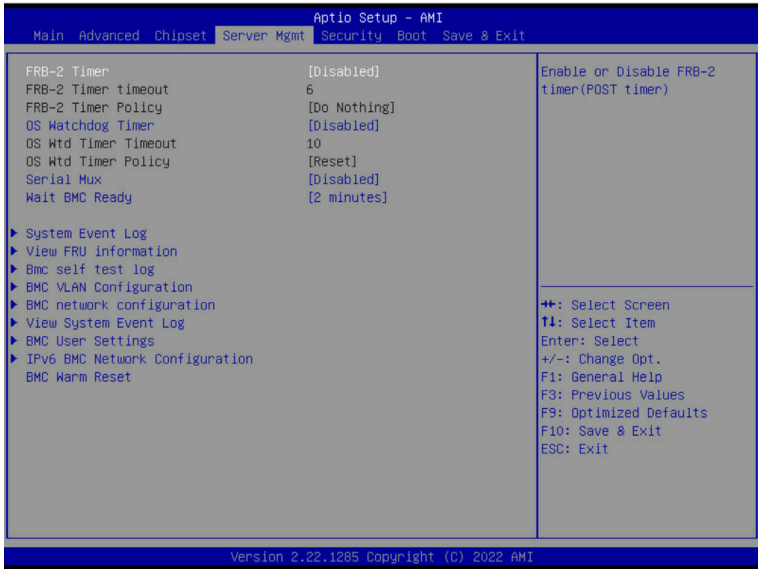 Aptio Setup - AMI
Main Advanced Chipset Server Mgmt Security Boot Save & Exit
FRB-2 Timer [Disabled] Enable or Disable FRB-2
FRB-2 Timer timeout 6 timer(POST timer)
FRB-2 Timer Policy [Do Nothing]
OS Watchdog Timer [Disabled]
OS Wtd Timer Timeout 10
OS Wtd Timer Policy [Reset]
Serial Mux [Disabled]
Wait BMC Ready [2 minutes]
System Event Log
View FRU information
Bmc self test log
BMC VLAN Configuration
BMC network configuration →←: Select Screen
View System Event Log ↑↓: Select Item
BMC User Settings Enter: Select
IPv6 BMC Network Configuration +/-: Change Opt.
BMC Warm Reset F1: General Help
F3: Previous Values
F9: Optimized Defaults
F10: Save & Exit
ESC: Exit
Version 2.22.1285 Copyright (C) 2022 AMI